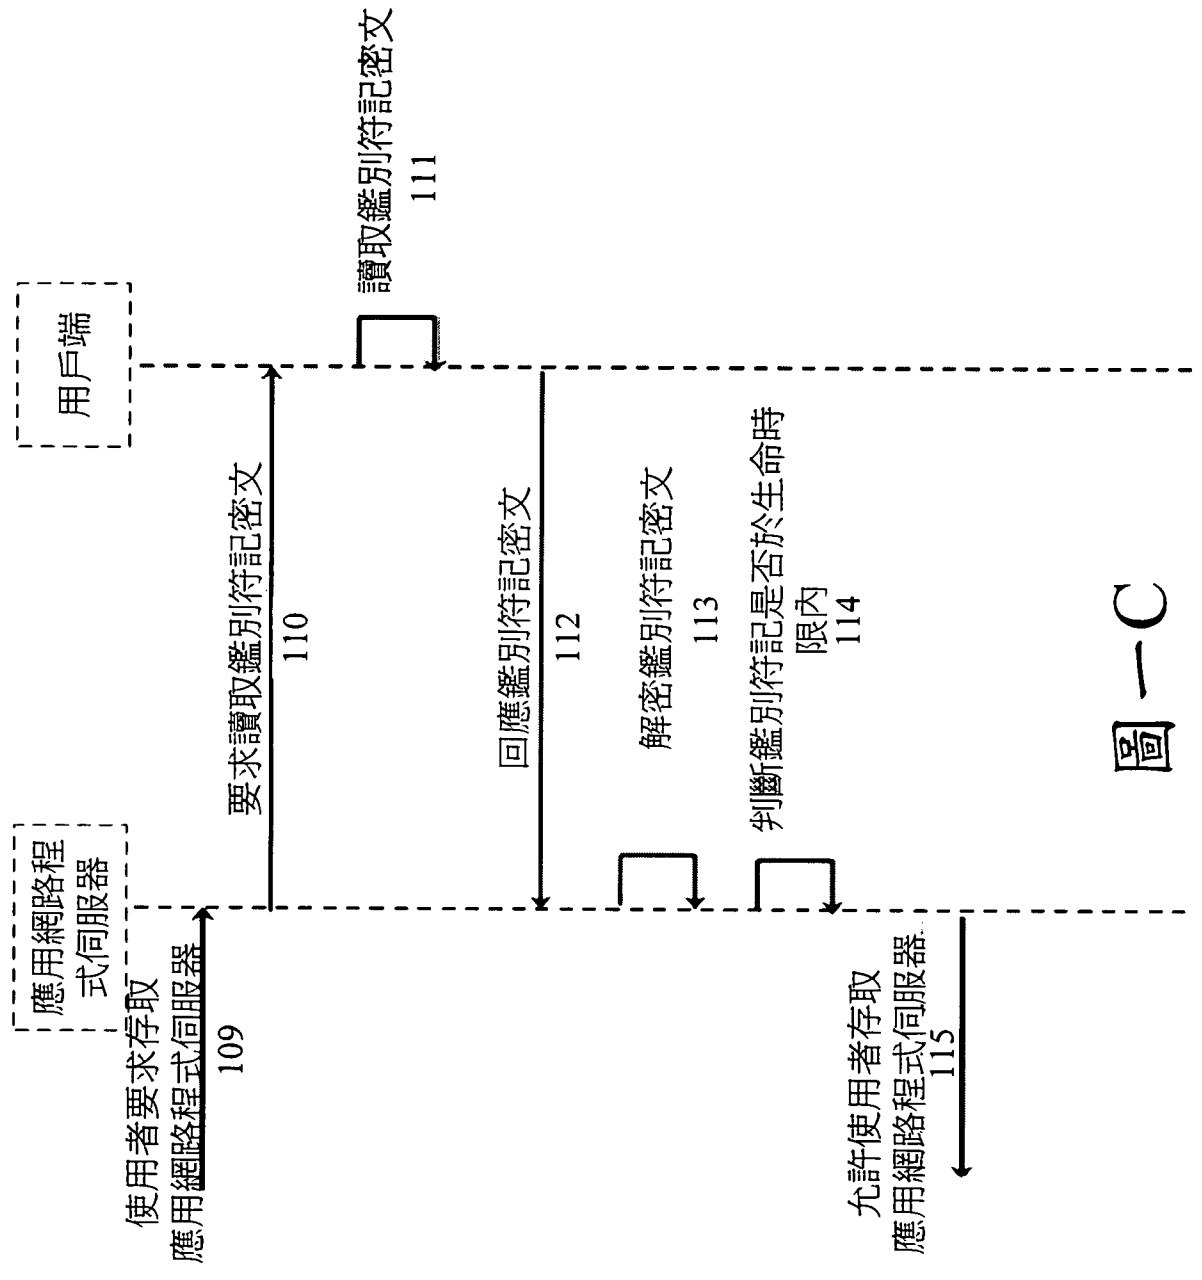 應用網路程
式伺服器
用戶端
使用者要求存取
應用網路程式伺服器
109
要求讀取鑑別符記密文
110
讀取鑑別符記密文
111
回應鑑別符記密文
112
解密鑑別符記密文
113
判斷鑑別符記是否於生命時
限內
114
允許使用者存取
應用網路程式伺服器
115
圖一C